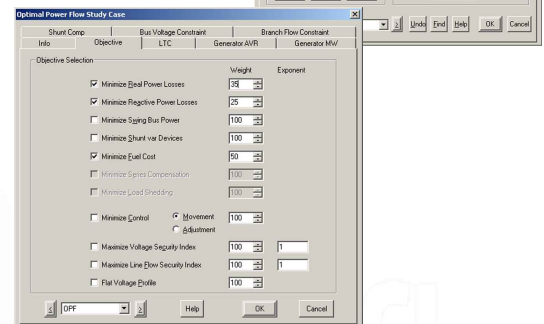 Optimal Power Flow Study Case
Shunt Comp Bus Voltage Constraint Branch Flow Constraint
Info Objective LTC Generator AVR Generator MW
Objective Selection
Weight Exponent
Minimize Real Power Losses 35
Minimize Reactive Power Losses 25
Minimize Swing Bus Power 100
Minimize Shunt var Devices 100
Minimize Fuel Cost 50
Minimize Series Compensation 100
Minimize Load Shedding 100
Minimize Control Movement 100
Adjustment
Maximize Voltage Security Index 100 1
Maximize Line Flow Security Index 100 1
Flat Voltage Profile 100
< OPF > Help OK Cancel
> Undo Find Help OK Cancel